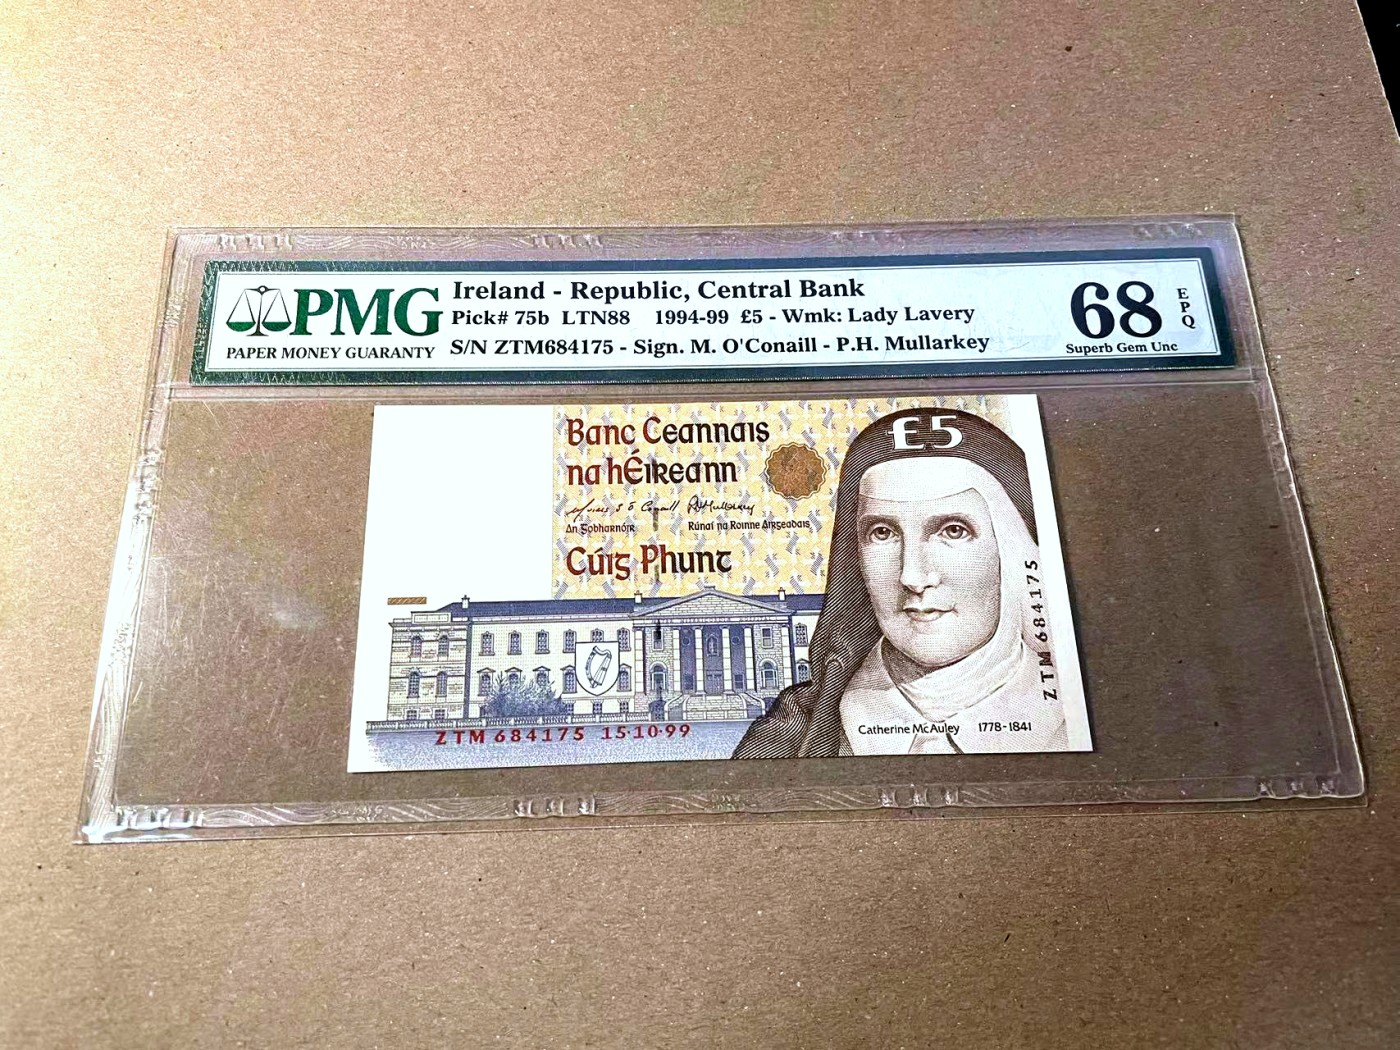 PMG
PAPER MONEY GUARANTY
Ireland - Republic, Central Bank
Pick# 75b LTN88 1994-99 £5 - Wmk: Lady Lavery
S/N ZTM684175 - Sign. M. O'Conaill - P.H. Mullarkey
68
EPQ
Superb Gem Unc
£5
Banc Ceannais
na hÉireann
An Gobharnóir Rúnaí na Roinne Airgeadais
Cúig Phunt
ZTM 684175
ZTM 684175 15·10·99
Catherine McAuley 1778-1841